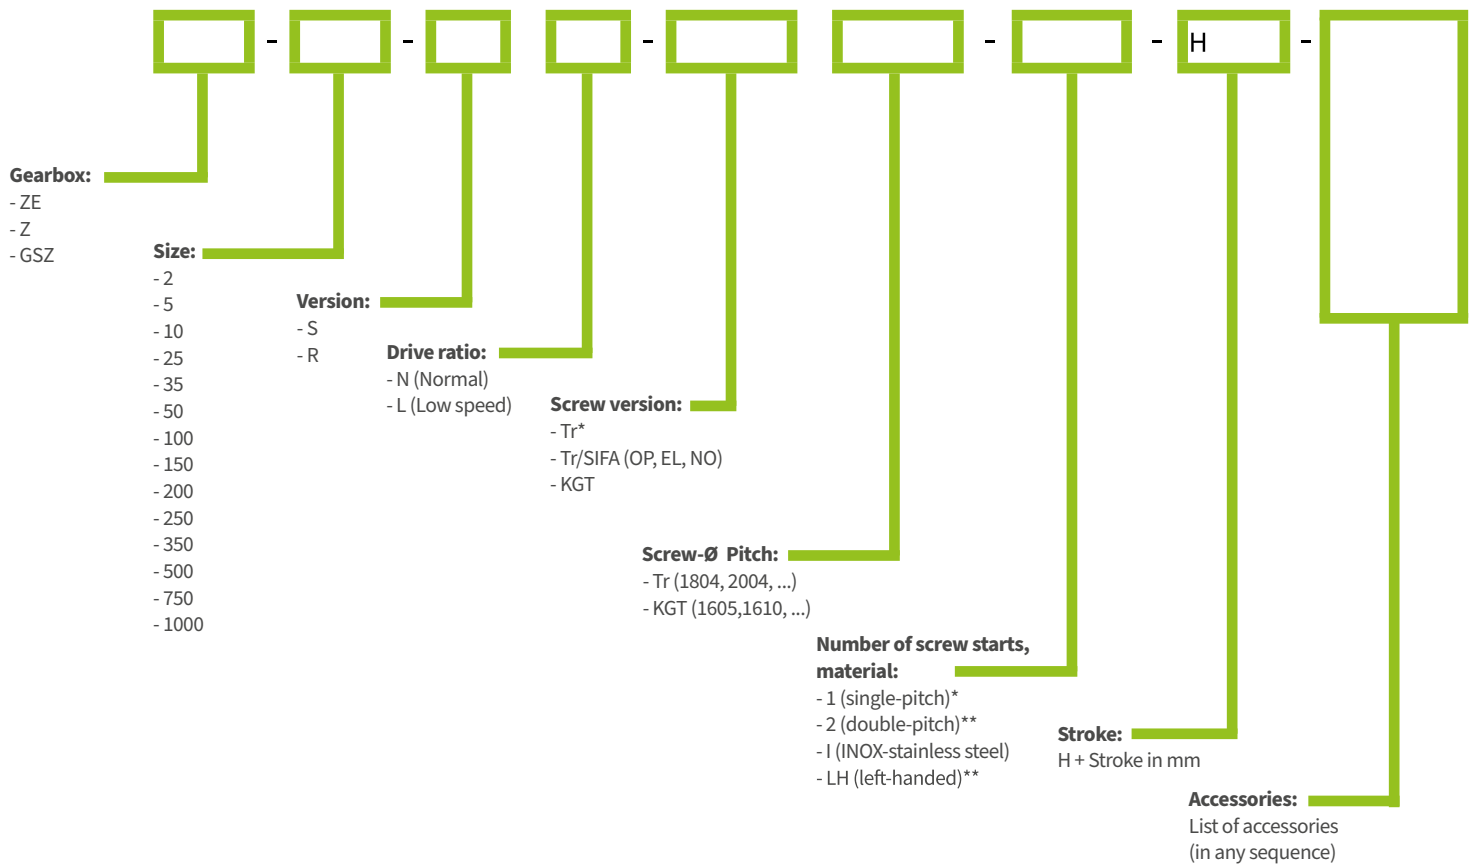 - - - - - H -
Gearbox:
- ZE
- Z
- GSZ
Size:
- 2
- 5
- 10
- 25
- 35
- 50
- 100
- 150
- 200
- 250
- 350
- 500
- 750
- 1000
Version:
- S
- R
Drive ratio:
- N (Normal)
- L (Low speed)
Screw version:
- Tr*
- Tr/SIFA (OP, EL, NO)
- KGT
Screw-Ø Pitch:
- Tr (1804, 2004, ...)
- KGT (1605,1610, ...)
Number of screw starts,
material:
- 1 (single-pitch)*
- 2 (double-pitch)**
- I (INOX-stainless steel)
- LH (left-handed)**
Stroke:
H + Stroke in mm
Accessories:
List of accessories
(in any sequence)